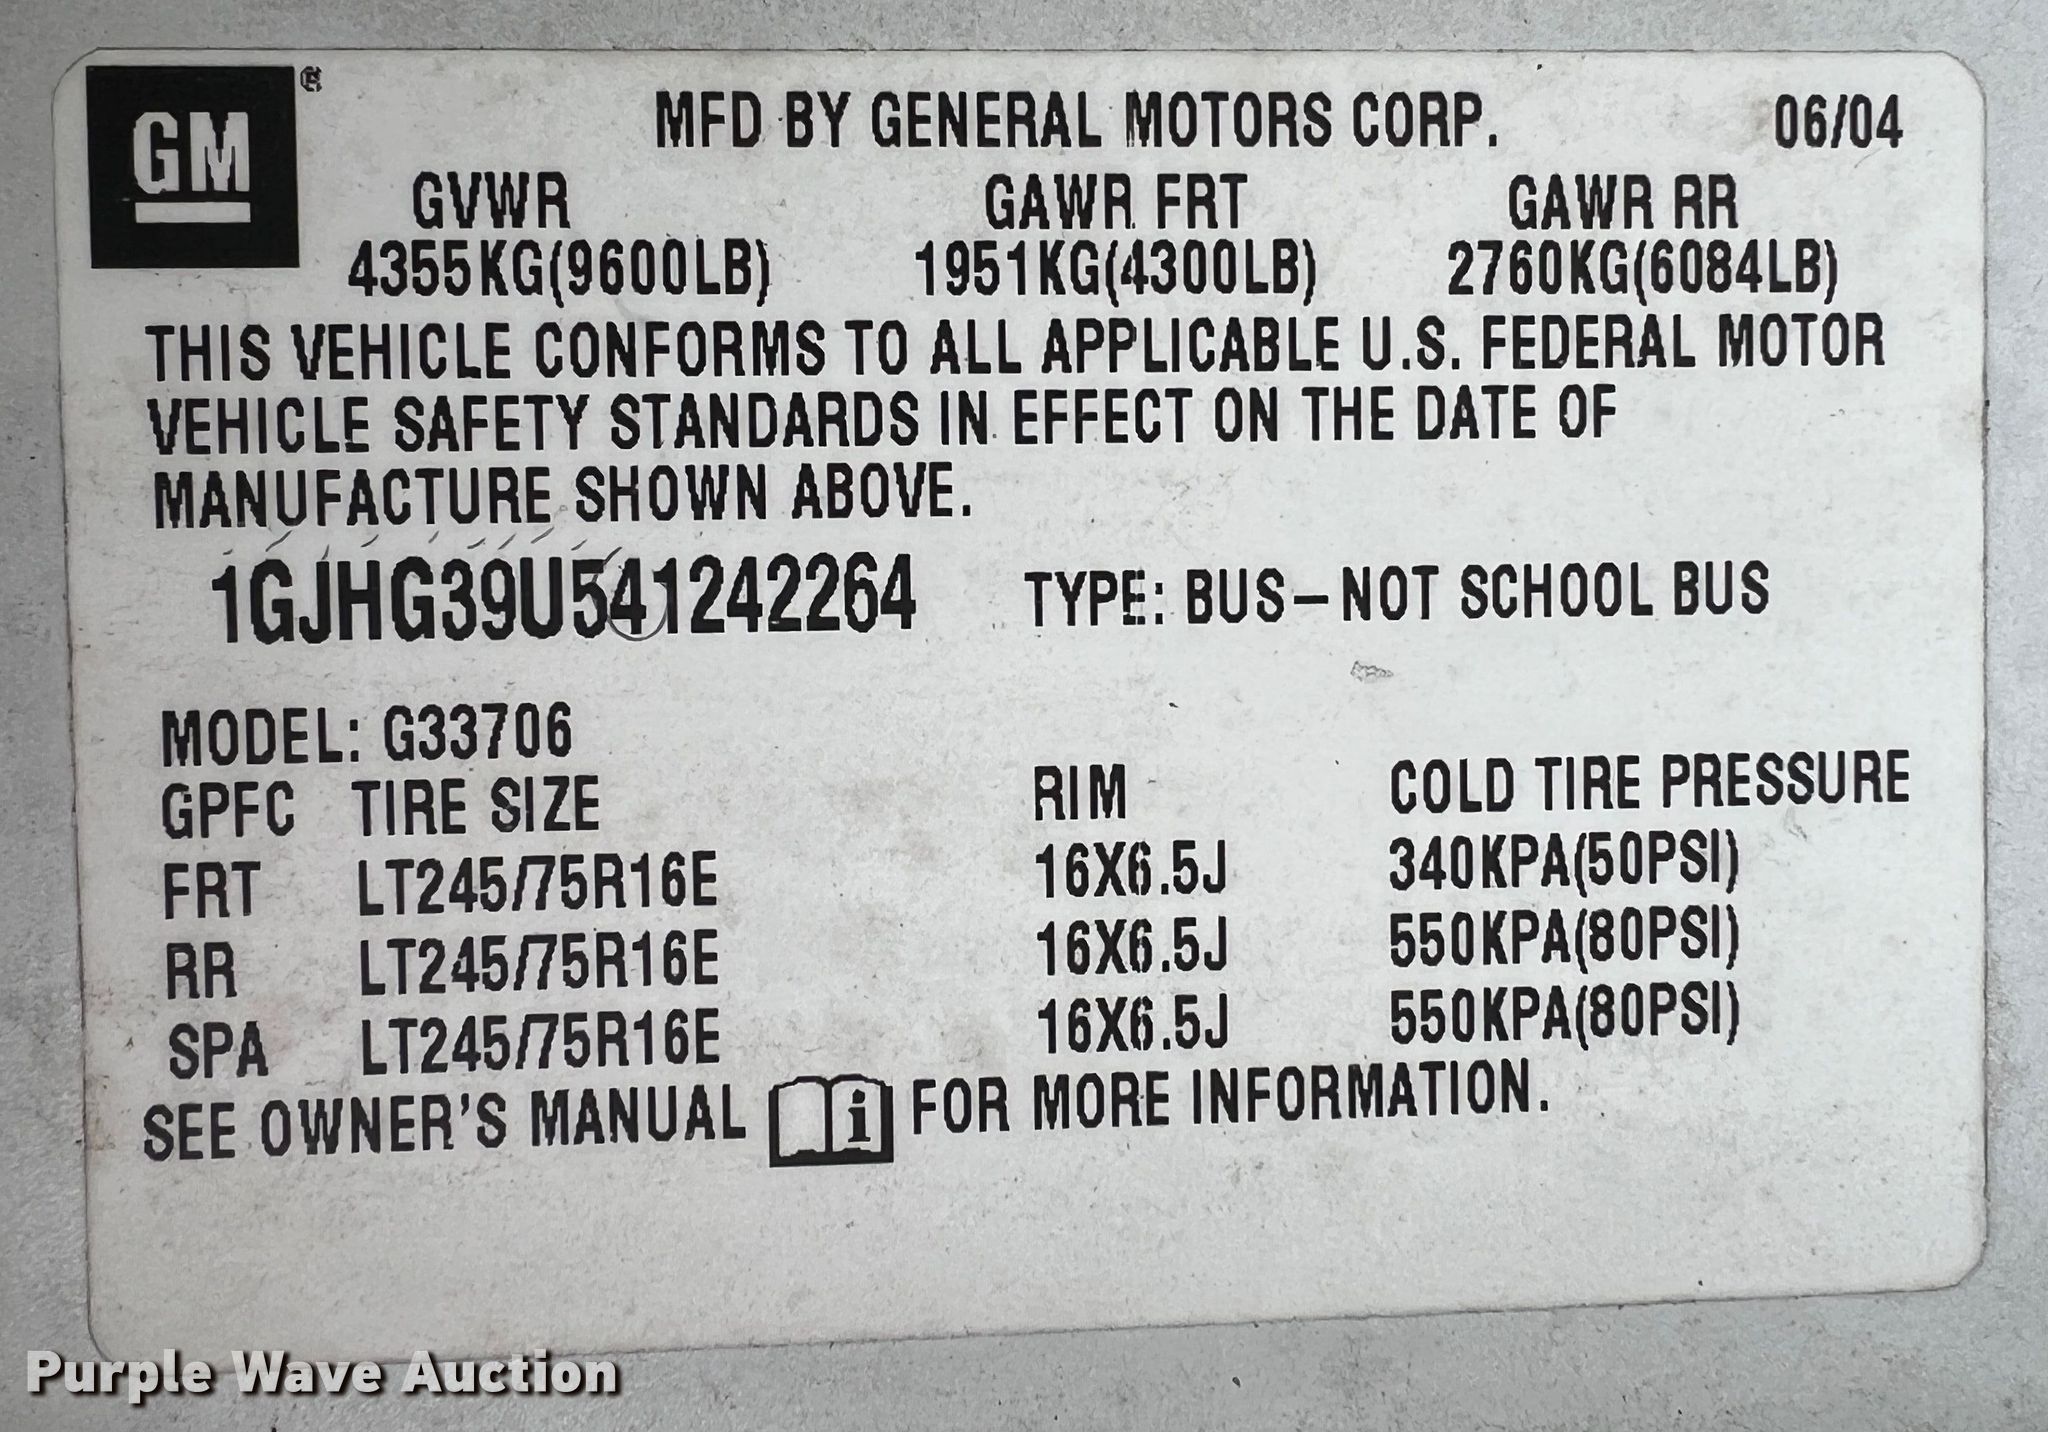 GM ®
MFD BY GENERAL MOTORS CORP. 06/04
GVWR GAWR FRT GAWR RR
4355KG(9600LB) 1951KG(4300LB) 2760KG(6084LB)
THIS VEHICLE CONFORMS TO ALL APPLICABLE U.S. FEDERAL MOTOR
VEHICLE SAFETY STANDARDS IN EFFECT ON THE DATE OF
MANUFACTURE SHOWN ABOVE.
1GJHG39U541242264 TYPE: BUS–NOT SCHOOL BUS
MODEL: G33706
GPFC TIRE SIZE RIM COLD TIRE PRESSURE
FRT LT245/75R16E 16X6.5J 340KPA(50PSI)
RR LT245/75R16E 16X6.5J 550KPA(80PSI)
SPA LT245/75R16E 16X6.5J 550KPA(80PSI)
SEE OWNER'S MANUAL i FOR MORE INFORMATION.
Purple Wave Auction